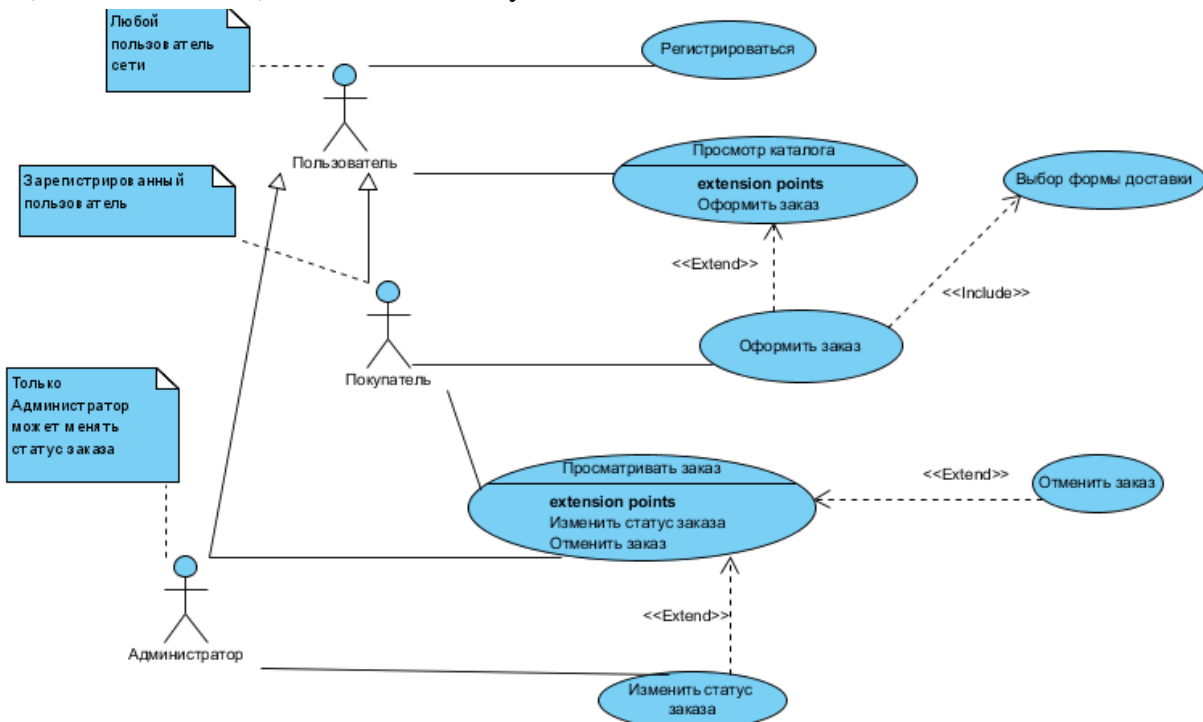 Любой
пользователь
сети
Регистрироваться
Пользователь
Просмотр каталога
extension points
Оформить заказ
Выбор формы доставки
Зарегистрированный
пользователь
<<Extend>>
<<Include>>
Оформить заказ
Покупатель
Только
Администратор
может менять
статус заказа
Просматривать заказ
extension points
Изменить статус заказа
Отменить заказ
<<Extend>>
Отменить заказ
<<Extend>>
Администратор
Изменить статус
заказа